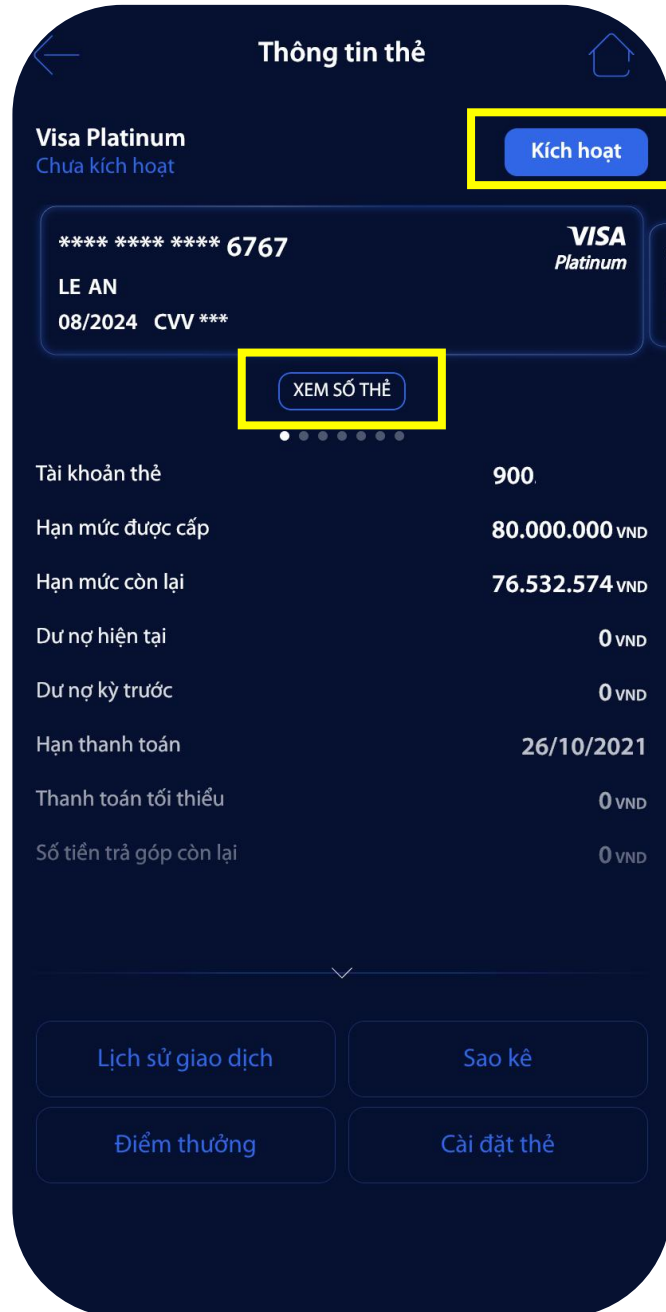 Thông tin thẻ
Visa Platinum
Kích hoạt
Chưa kích hoạt
**** **** **** 6767
VISA
Platinum
LE AN
08/2024 CVV ***
XEM SỐ THẺ
Tài khoản thẻ 900.
Hạn mức được cấp 80.000.000 VND
Hạn mức còn lại 76.532.574 VND
Dư nợ hiện tại 0 VND
Dư nợ kỳ trước 0 VND
Hạn thanh toán 26/10/2021
Thanh toán tối thiểu 0 VND
Số tiền trả góp còn lại 0 VND
Lịch sử giao dịch
Sao kê
Điểm thưởng
Cài đặt thẻ